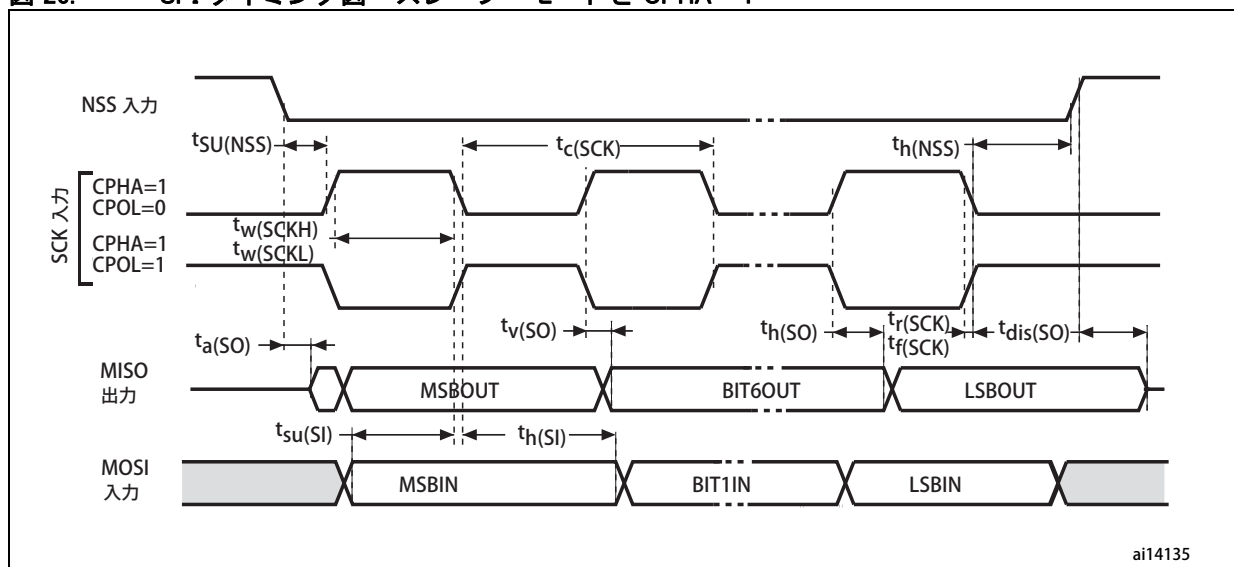 NSS 入力
tSU(NSS)
tc(SCK)
th(NSS)
SCK 入力
CPHA=1
CPOL=0
tw(SCKH)
tw(SCKL)
CPHA=1
CPOL=1
ta(SO)
tv(SO)
th(SO)
tr(SCK)
tf(SCK)
tdis(SO)
MISO
出力
MSBOUT
BIT6OUT
LSBOUT
tsu(SI)
th(SI)
MOSI
入力
MSBIN
BIT1IN
LSBIN
ai14135